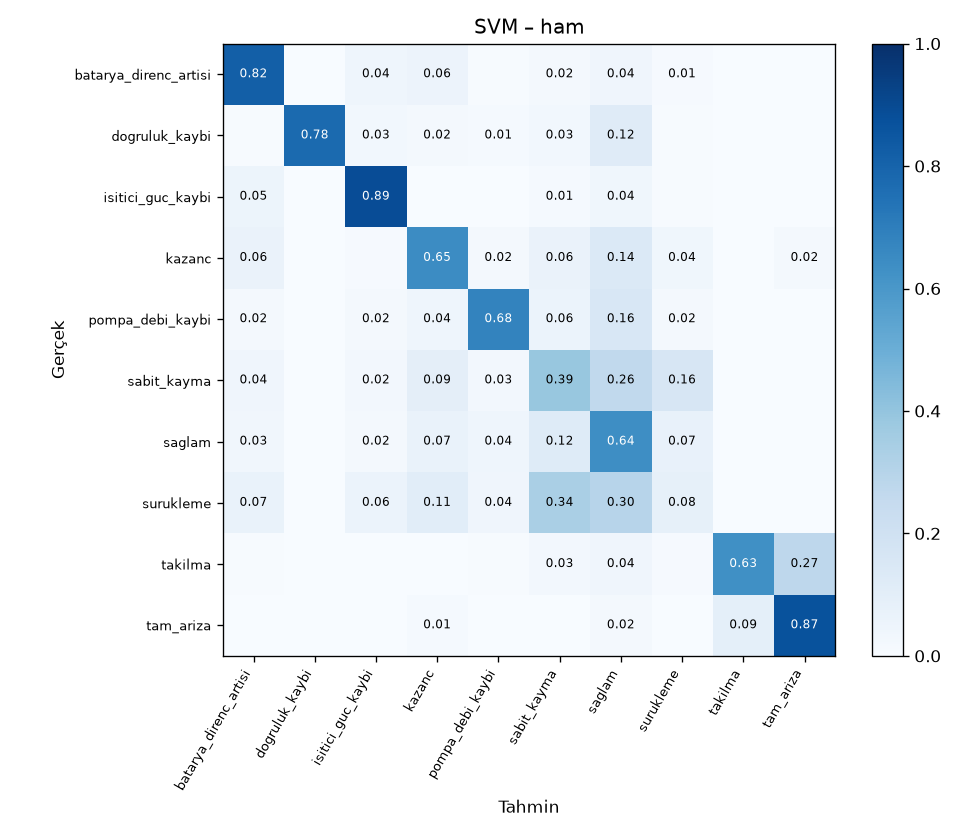 SVM – ham
1.0
batarya_direnc_artisi 0.82 0.04 0.06 0.02 0.04 0.01
dogruluk_kaybi 0.78 0.03 0.02 0.01 0.03 0.12
0.8
isitici_guc_kaybi 0.05 0.89 0.01 0.04
kazanc 0.06 0.65 0.02 0.06 0.14 0.04 0.02
0.6
pompa_debi_kaybi 0.02 0.02 0.04 0.68 0.06 0.16 0.02
Gerçek
sabit_kayma 0.04 0.02 0.09 0.03 0.39 0.26 0.16
0.4
saglam 0.03 0.02 0.07 0.04 0.12 0.64 0.07
surukleme 0.07 0.06 0.11 0.04 0.34 0.30 0.08
0.2
takilma 0.03 0.04 0.63 0.27
tam_ariza 0.01 0.02 0.09 0.87
0.0
batarya_direnc_artisi
dogruluk_kaybi
isitici_guc_kaybi
kazanc
pompa_debi_kaybi
sabit_kayma
saglam
surukleme
takilma
tam_ariza
Tahmin